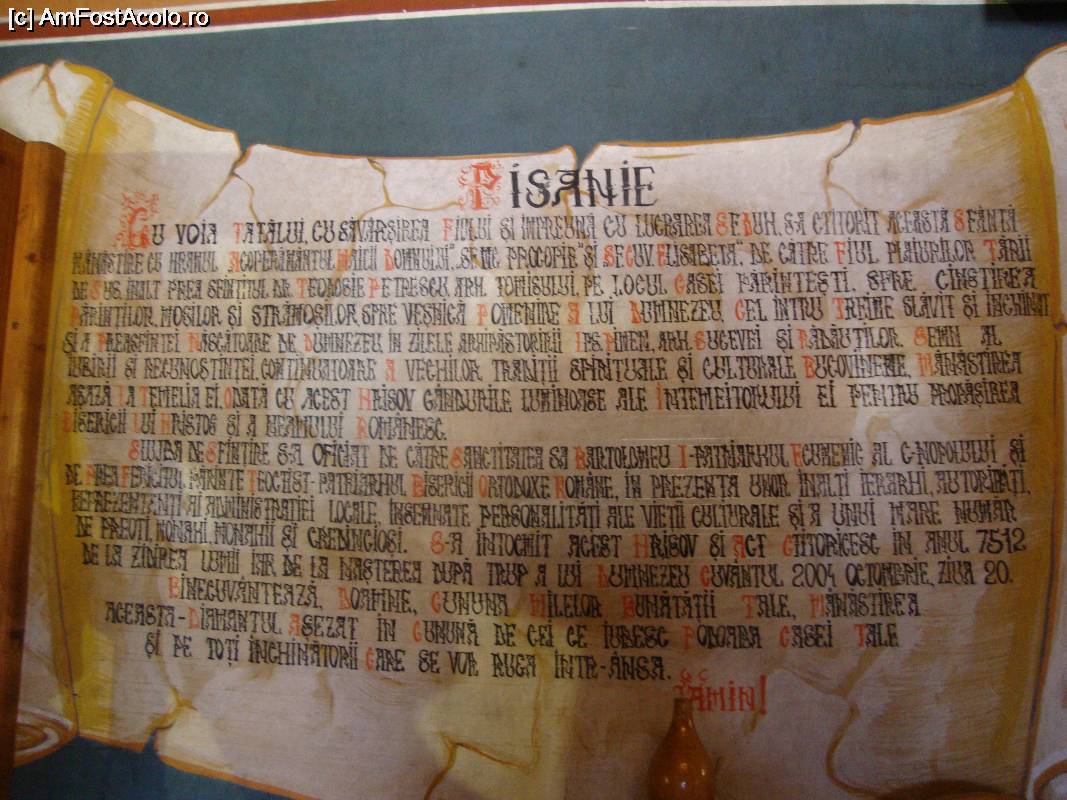 [c] AmFostAcolo.ro
PISANIE
CU VOIA TATĂLUI, CU SĂVÂRȘIREA FIULUI ȘI ÎMPREUNĂ CU LUCRAREA SF. DUH, S-A CTITORIT ACEASTĂ SFÂNTĂ
MĂNĂSTIRE CU HRAMUL "ACOPERĂMÂNTUL MAICII DOMNULUI", "SF. MC. PROCOPIE" ȘI "SF. CUV. ELISABETA", DE CĂTRE FIUL PLAIURILOR ȚĂRII
DE SUS, ÎNALT PREA SFINȚITUL DR. TEODOSIE PETRESCU, ARH. TOMISULUI, PE LOCUL CASEI PĂRINTEȘTI. SPRE CINSTIREA
PĂRINȚILOR, MOȘILOR ȘI STRĂMOȘILOR, SPRE VEȘNICA POMENIRE A LUI DUMNEZEU, CEL ÎNTRU TREIME SLĂVIT ȘI ÎNCHINAT
ȘI A PREASFINTEI NĂSCĂTOARE DE DUMNEZEU, ÎN ZILELE ARHIPĂSTORIRII I.P.S. PIMEN, ARH. SUCEVEI ȘI RĂDĂUȚILOR. SEMN AL
IUBIRII ȘI RECUNOȘTINȚEI, CONTINUATOARE A VECHILOR TRADIȚII SPIRITUALE ȘI CULTURALE BUCOVINENE, MĂNĂSTIREA
AȘAZĂ LA TEMELIA EI, ODATĂ CU ACEST HRISOV GÂNDURILE LUMINOASE ALE ÎNTEMEITORULUI EI PENTRU PROPĂȘIREA
BISERICII LUI HRISTOS ȘI A NEAMULUI ROMÂNESC.
SLUJBA DE SFINȚIRE S-A OFICIAT DE CĂTRE SANCTITATEA SA BARTOLOMEU I-PATRIARHUL ECUMENIC AL C-NOPOLULUI, ȘI
DE PREA FERICITUL PĂRINTE TEOCTIST-PATRIARHUL BISERICII ORTODOXE ROMÂNE, ÎN PREZENȚA UNOR ÎNALȚI IERARHI, AUTORITĂȚI,
REPREZENTANȚI AI ADMINISTRAȚIEI LOCALE, ÎNSEMNATE PERSONALITĂȚI ALE VIEȚII CULTURALE ȘI A UNUI MARE NUMĂR
DE PREOȚI, MONAHI, MONAHII ȘI CREDINCIOȘI. S-A ÎNTOCMIT ACEST HRISOV ȘI ACT CTITORICESC ÎN ANUL 7512
DE LA ZIDIREA LUMII IAR DE LA NAȘTEREA DUPĂ TRUP A LUI DUMNEZEU CUVÂNTUL 2004 OCTOMBRIE, ZIUA 20.
BINECUVÂNTEAZĂ, DOAMNE, CUNUNA MILELOR BUNĂTĂȚII TALE, MĂNĂSTIREA
ACEASTA-DIAMANTUL AȘEZAT ÎN CUNUNĂ DE CEI CE IUBESC PODOABA CASEI TALE
ȘI PE TOȚI ÎNCHINĂTORII CARE SE VOR RUGA ÎNTR-ÂNSA.
AMIN!